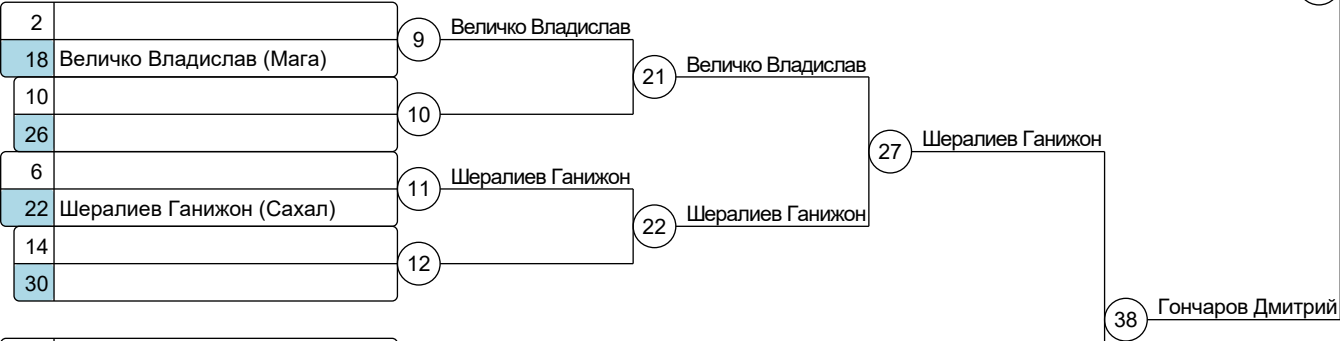 2
18 Величко Владислав (Мага)
9
Величко Владислав
10
26
10
21
Величко Владислав
6
22 Шералиев Ганижон (Сахал)
11
Шералиев Ганижон
14
30
12
22
Шералиев Ганижон
27
Шералиев Ганижон
38
Гончаров Дмитрий